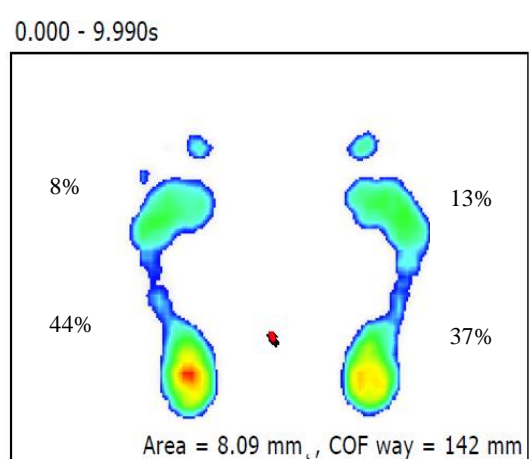 0.000 - 9.990s
8%
13%
44%
37%
Area = 8.09 mm , COF way = 142 mm